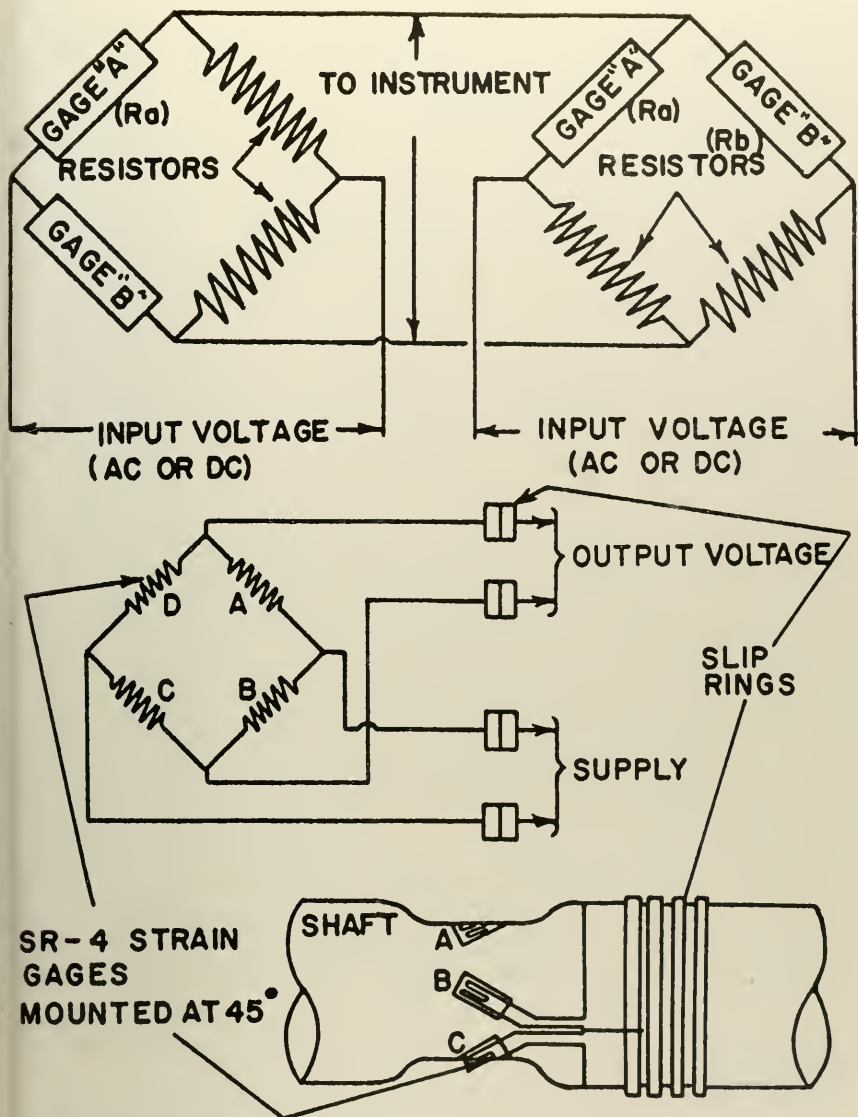 GAGE "A"
(Ra)
TO INSTRUMENT
GAGE "A"
(Ra)
GAGE "B"
(Rb)
RESISTORS
RESISTORS
GAGE "B"
INPUT VOLTAGE
(AC OR DC)
INPUT VOLTAGE
(AC OR DC)
OUTPUT VOLTAGE
D
A
C
B
SLIP
RINGS
SUPPLY
SHAFT
A
SR-4 STRAIN
GAGES
MOUNTED AT 45°
B
C